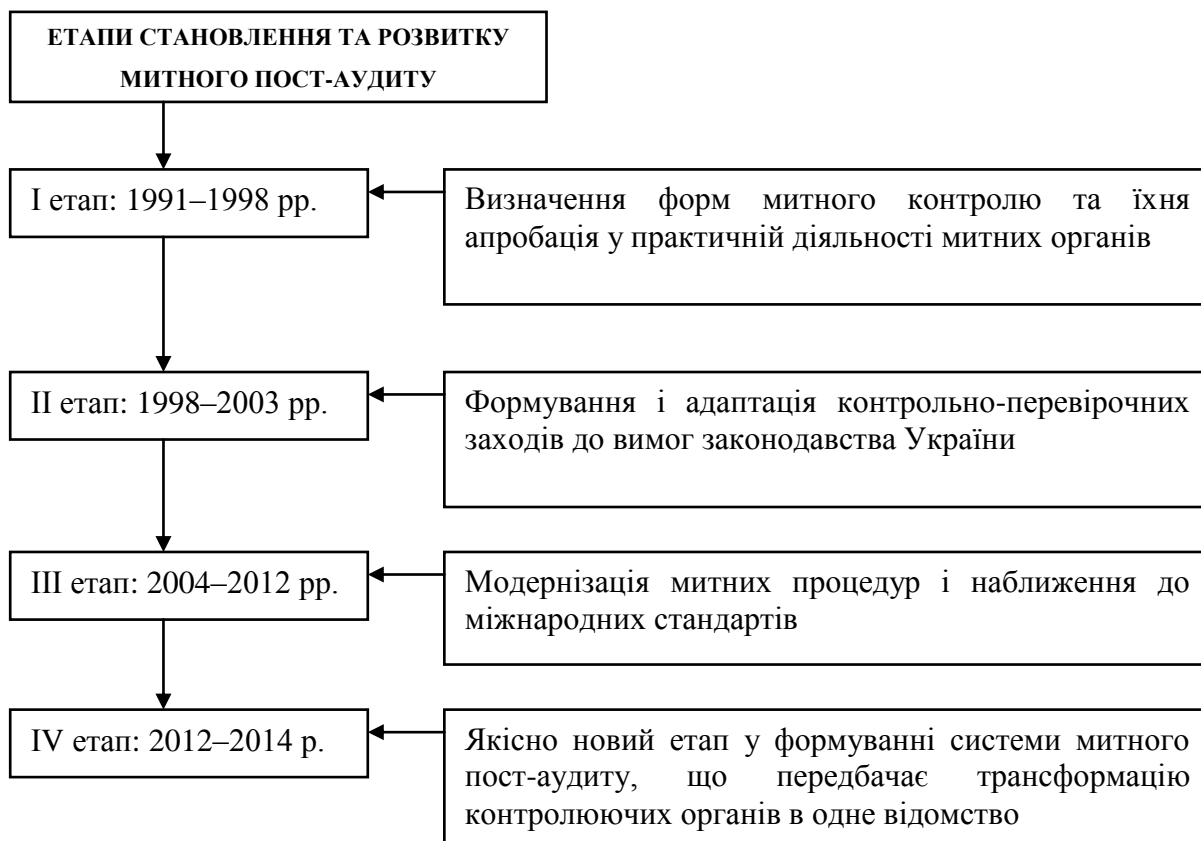 ЕТАПИ СТАНОВЛЕННЯ ТА РОЗВИТКУ
МИТНОГО ПОСТ-АУДИТУ
І етап: 1991–1998 рр.
Визначення форм митного контролю та їхня
апробація у практичній діяльності митних органів
ІІ етап: 1998–2003 рр.
Формування і адаптація контрольно-перевірочних
заходів до вимог законодавства України
ІІІ етап: 2004–2012 рр.
Модернізація митних процедур і наближення до
міжнародних стандартів
IV етап: 2012–2014 р.
Якісно новий етап у формуванні системи митного
пост-аудиту, що передбачає трансформацію
контролюючих органів в одне відомство